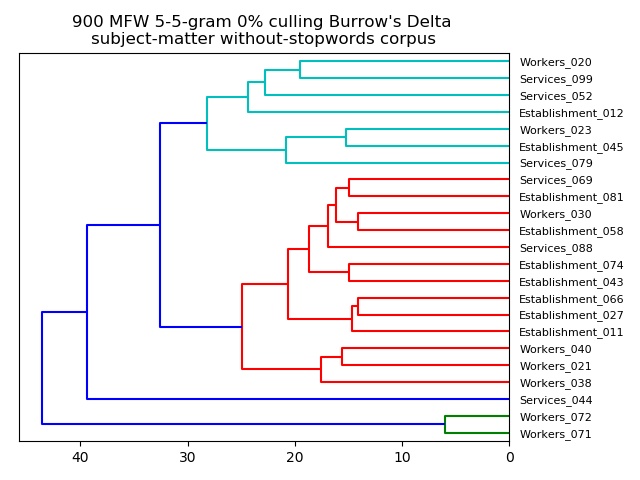 900 MFW 5-5-gram 0% culling Burrow's Delta
subject-matter without-stopwords corpus
Workers_020
Services_099
Services_052
Establishment_012
Workers_023
Establishment_045
Services_079
Services_069
Establishment_081
Workers_030
Establishment_058
Services_088
Establishment_074
Establishment_043
Establishment_066
Establishment_027
Establishment_011
Workers_040
Workers_021
Workers_038
Services_044
Workers_072
Workers_071
40 30 20 10 0